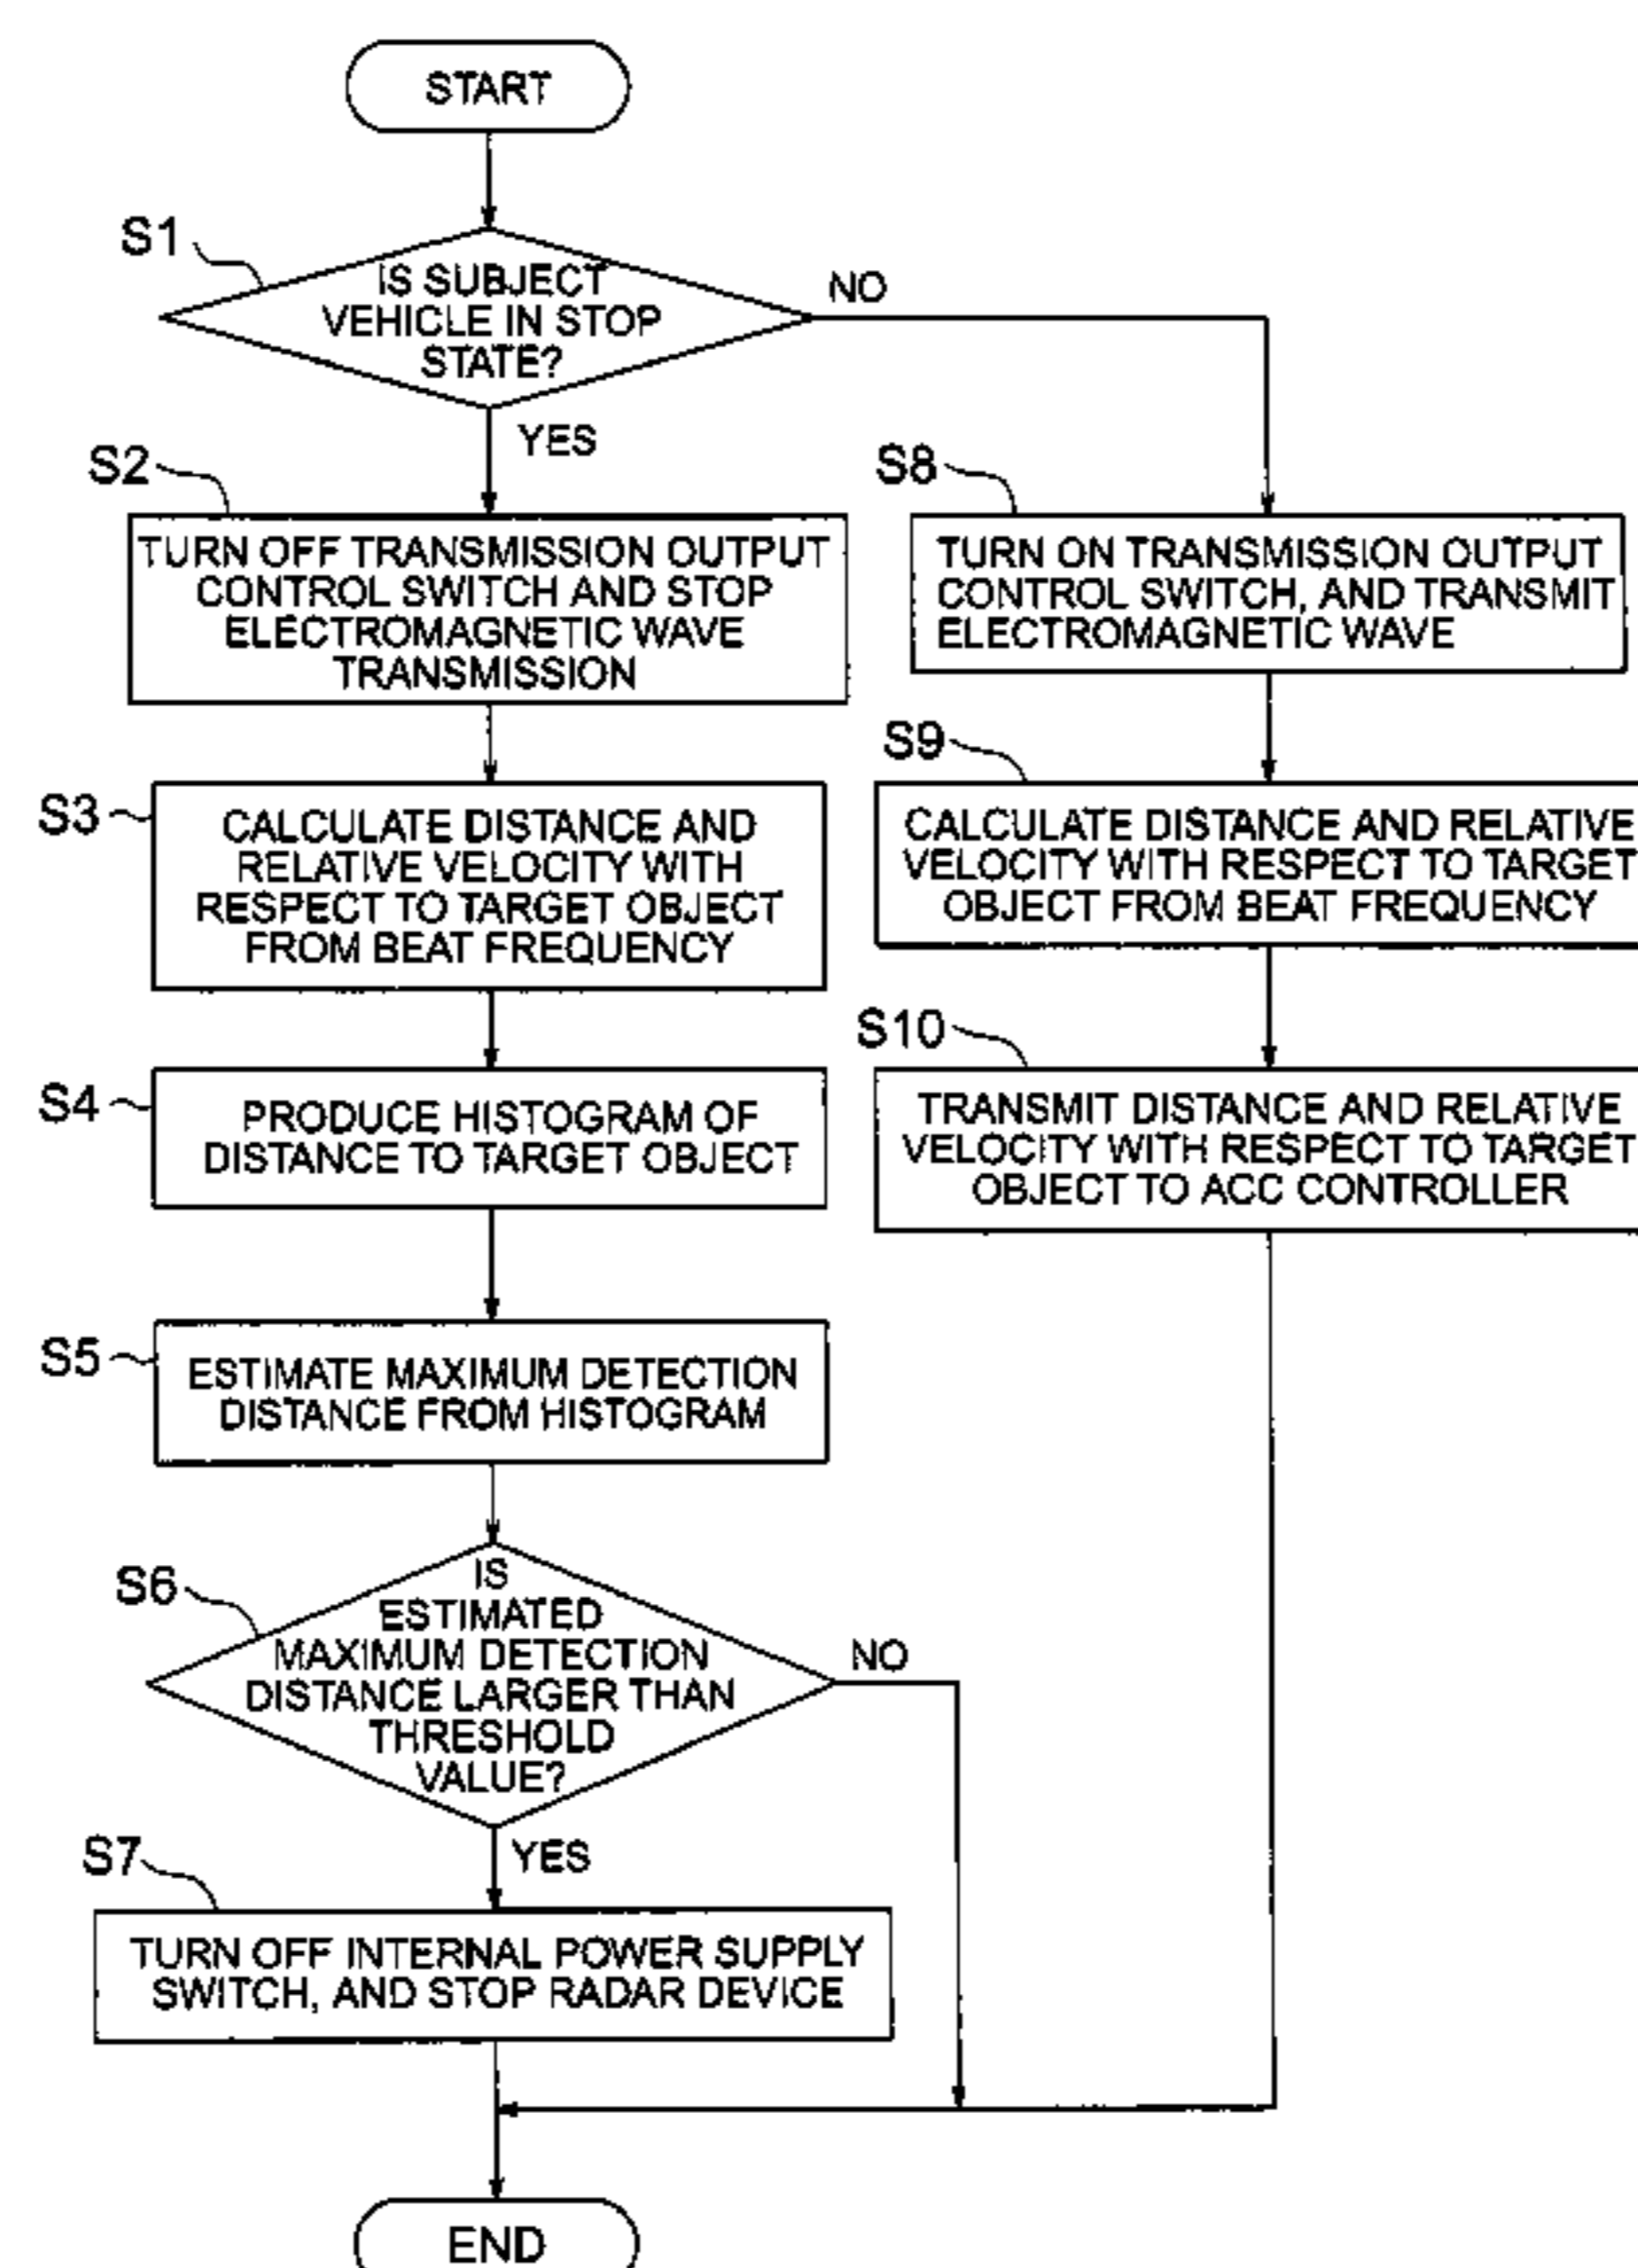 START
S1
IS SUBJECT
VEHICLE IN STOP
STATE?
NO
YES
S2
TURN OFF TRANSMISSION OUTPUT
CONTROL SWITCH AND STOP
ELECTROMAGNETIC WAVE
TRANSMISSION
S8
TURN ON TRANSMISSION OUTPUT
CONTROL SWITCH, AND TRANSMIT
ELECTROMAGNETIC WAVE
S3
CALCULATE DISTANCE AND
RELATIVE VELOCITY WITH
RESPECT TO TARGET OBJECT
FROM BEAT FREQUENCY
S9
CALCULATE DISTANCE AND RELATIVE
VELOCITY WITH RESPECT TO TARGET
OBJECT FROM BEAT FREQUENCY
S4
PRODUCE HISTOGRAM OF
DISTANCE TO TARGET OBJECT
S10
TRANSMIT DISTANCE AND RELATIVE
VELOCITY WITH RESPECT TO TARGET
OBJECT TO ACC CONTROLLER
S5
ESTIMATE MAXIMUM DETECTION
DISTANCE FROM HISTOGRAM
S6
IS
ESTIMATED
MAXIMUM DETECTION
DISTANCE LARGER THAN
THRESHOLD
VALUE?
NO
YES
S7
TURN OFF INTERNAL POWER SUPPLY
SWITCH, AND STOP RADAR DEVICE
END